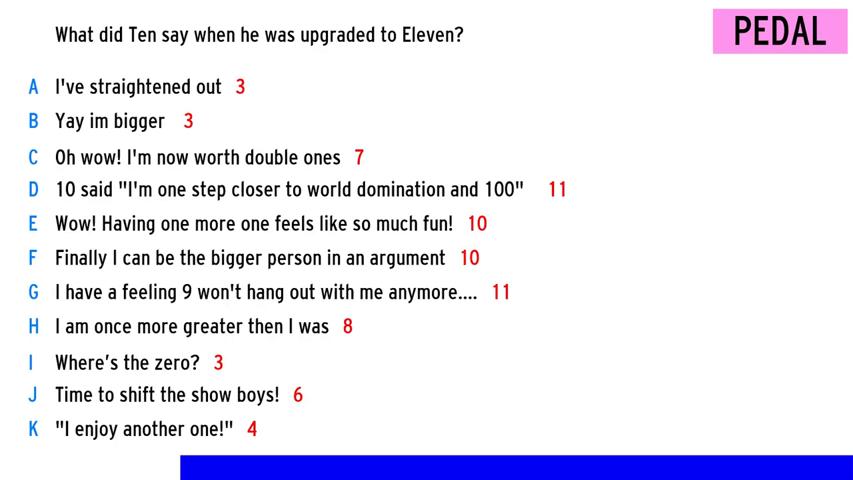 What did Ten say when he was upgraded to Eleven?
PEDAL
A I've straightened out 3
B Yay im bigger 3
C Oh wow! I'm now worth double ones 7
D 10 said "I'm one step closer to world domination and 100" 11
E Wow! Having one more one feels like so much fun! 10
F Finally I can be the bigger person in an argument 10
G I have a feeling 9 won't hang out with me anymore.... 11
H I am once more greater then I was 8
I Where's the zero? 3
J Time to shift the show boys! 6
K "I enjoy another one!" 4